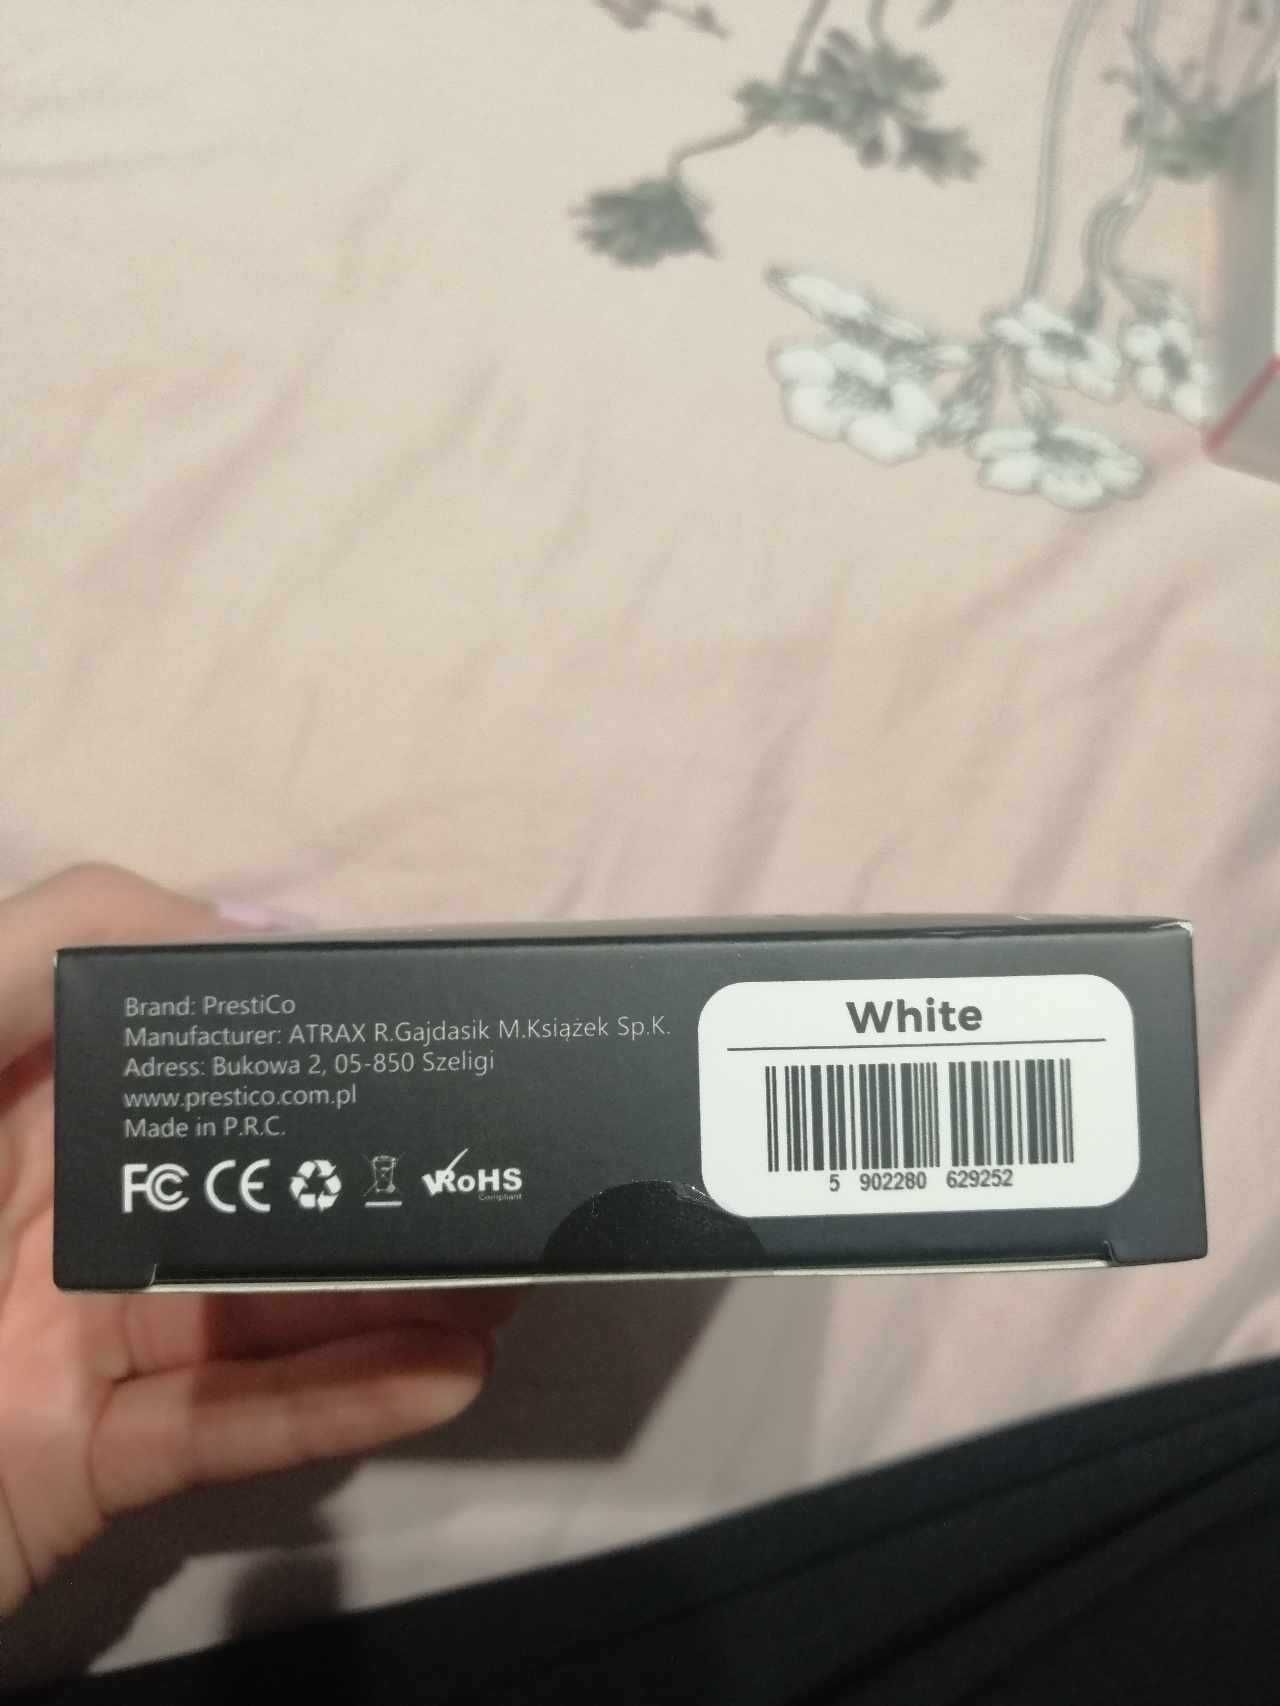 Brand: PrestiCo
Manufacturer: ATRAX R.Gajdasik M.Książek Sp.K.
Adress: Bukowa 2, 05-850 Szeligi
www.prestico.com.pl
Made in P.R.C.
FC CE RoHS
Compliant
White
5 902280 629252